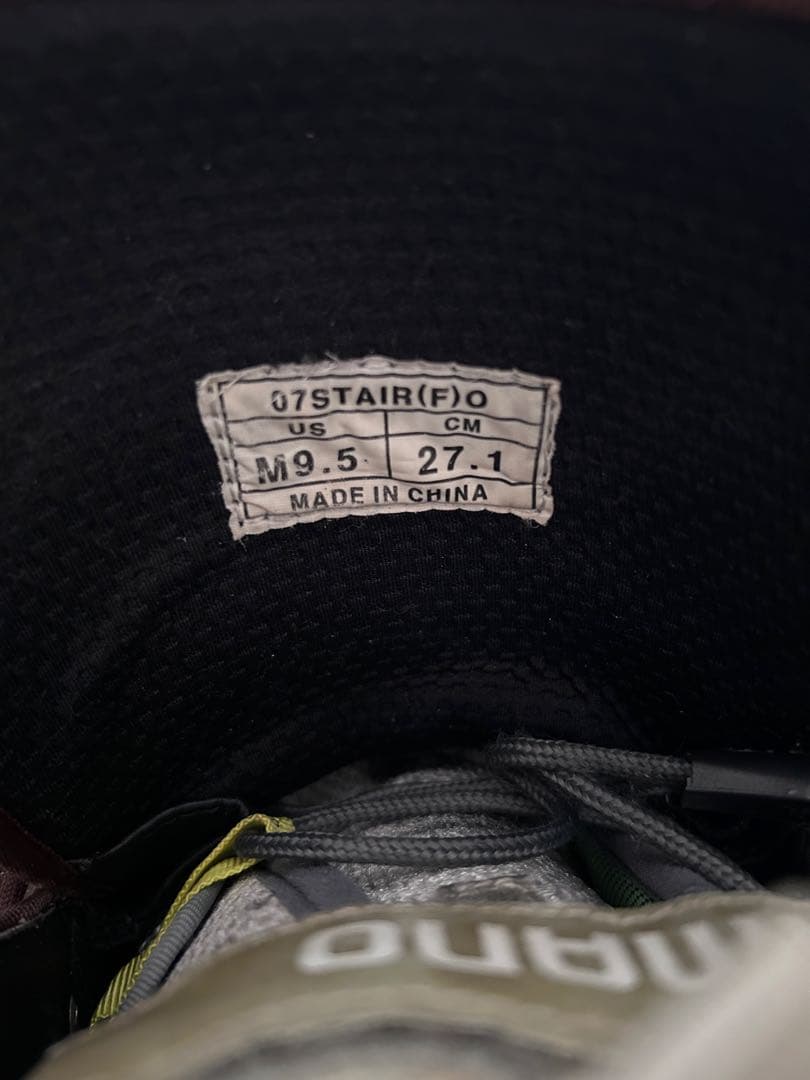 07STAIR(F)O
US CM
M9.5 27.1
MADE IN CHINA